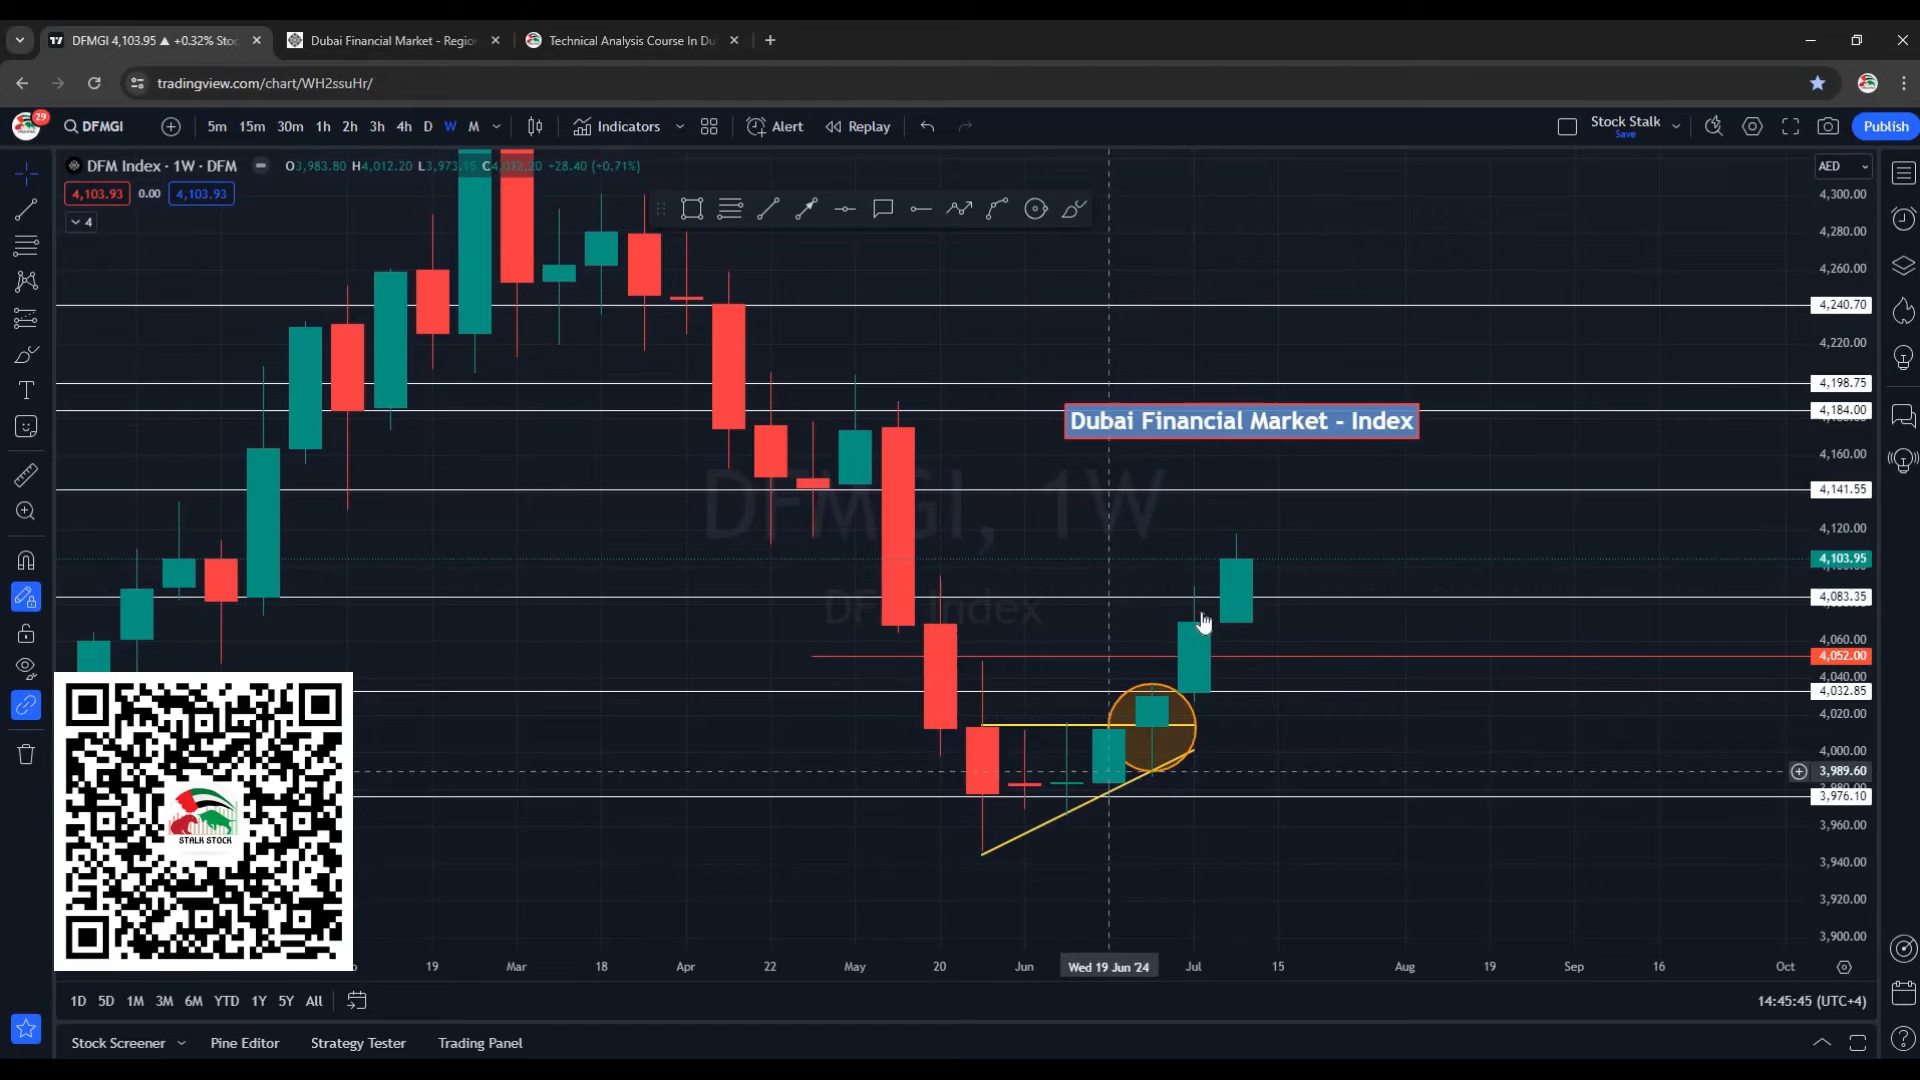 DFMGI 4,103.95 ▲ +0.32% Sto
Dubai Financial Market - Regio
Technical Analysis Course In Du
tradingview.com/chart/WH2ssuHr/
29
DFMGI
5m 15m 30m 1h 2h 3h 4h D W M
Indicators
Alert
Replay
Stock Stalk
Save
Publish
DFM Index · 1W · DFM
O3,983.80 H4,012.20 +28.40 (+0.71%)
4,103.93 0.00 4,103.93
4
AED
4,300.00
4,280.00
4,260.00
4,240.70
4,220.00
4,198.75
4,184.00
Dubai Financial Market - Index
4,160.00
4,141.55
DFMGI, 1W
4,120.00
4,103.95
4,083.35
DFM Index
4,060.00
4,052.00
4,040.00
4,032.85
4,020.00
4,000.00
3,989.60
3,976.10
3,960.00
3,940.00
3,920.00
3,900.00
STALK STOCK
19 Mar 18 Apr 22 May 20 Jun Wed 19 Jun '24 Jul 15 Aug 19 Sep 16 Oct
1D 5D 1M 3M 6M YTD 1Y 5Y All
14:45:45 (UTC+4)
Stock Screener Pine Editor Strategy Tester Trading Panel